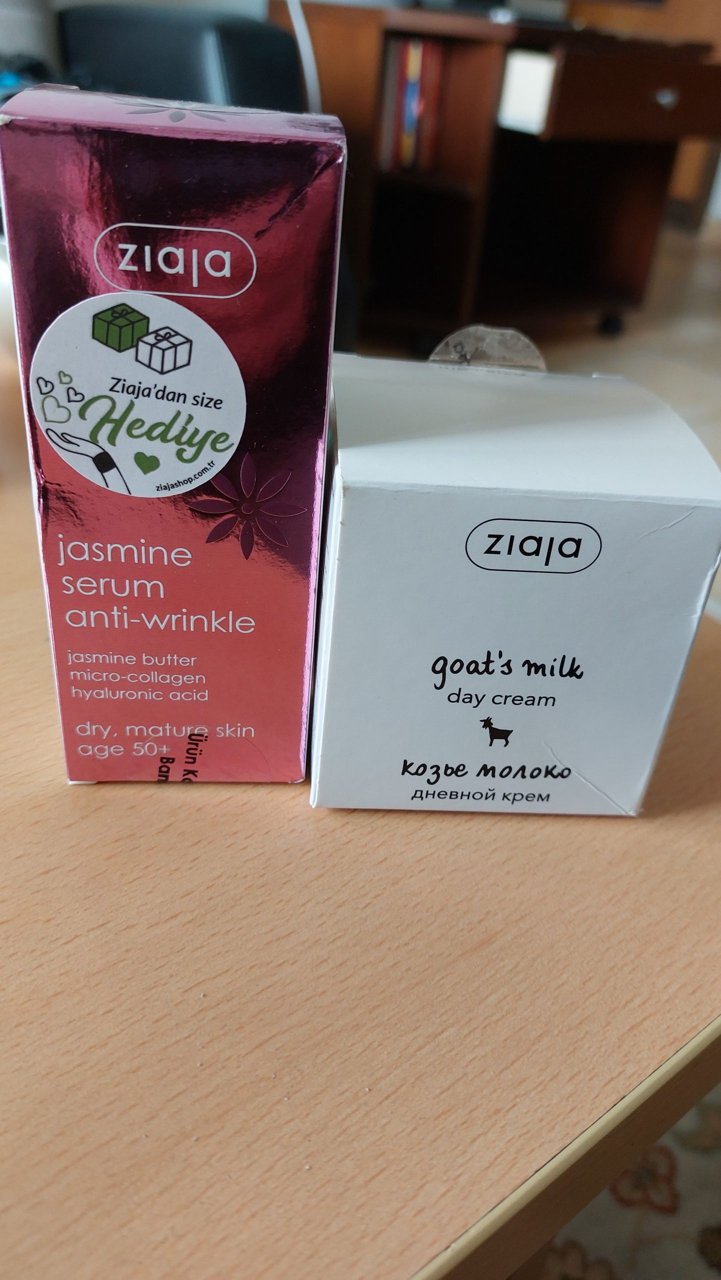 ziaja
Ziaja'dan size
Hediye
ziajashop.com.tr
jasmine
serum
anti-wrinkle
jasmine butter
micro-collagen
hyaluronic acid
dry, mature skin
age 50+
Ürün
ziaja
goat's milk
day cream
козье молоко
дневной крем